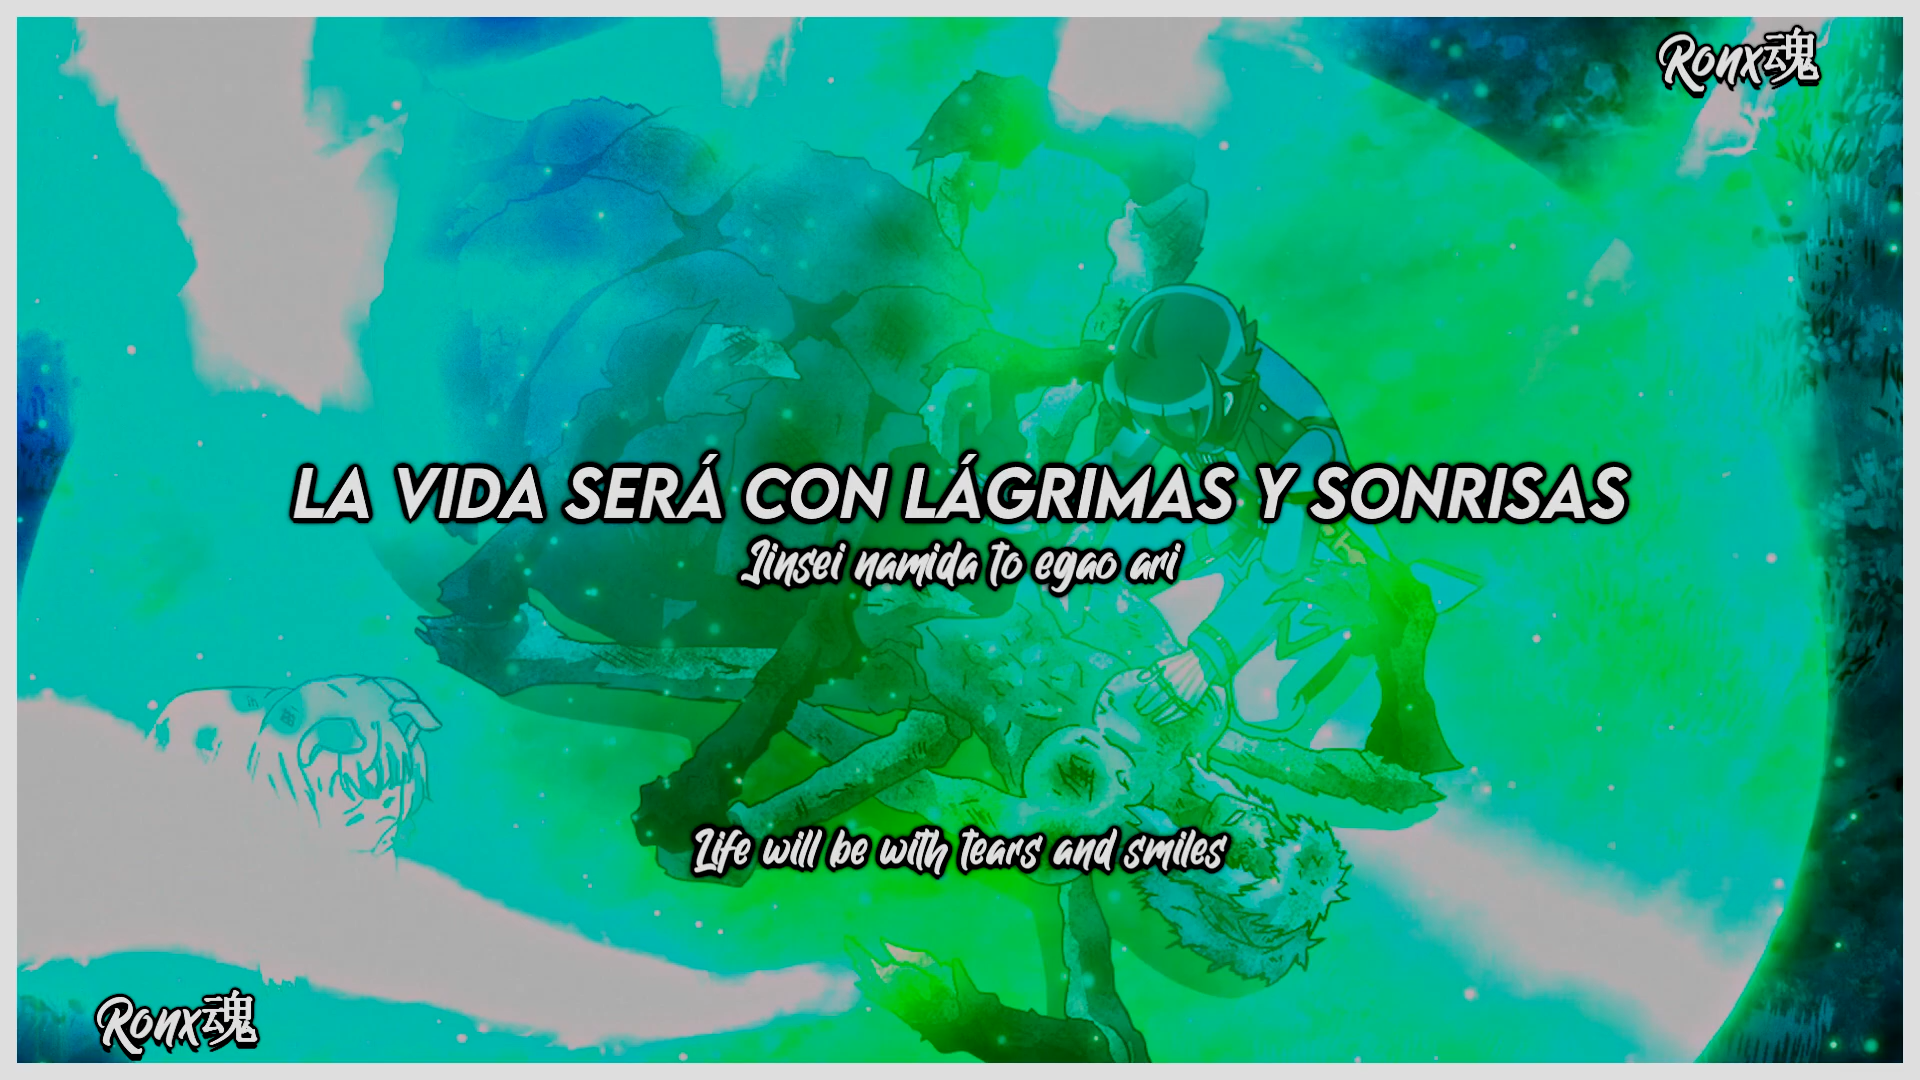 Ronx魂
LA VIDA SERÁ CON LÁGRIMAS Y SONRISAS
Jinsei namida to egao ari
Life will be with tears and smiles
Ronx魂